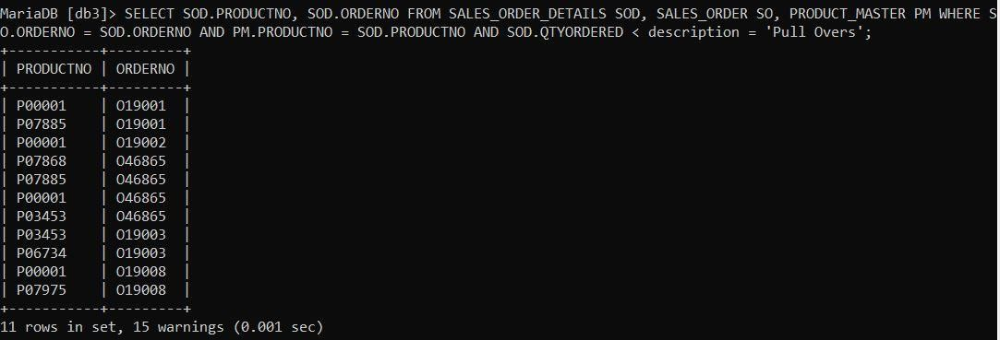 MariaDB [db3]> SELECT SOD.PRODUCTNO, SOD.ORDERNO FROM SALES_ORDER_DETAILS SOD, SALES_ORDER SO, PRODUCT_MASTER PM WHERE S
O.ORDERNO = SOD.ORDERNO AND PM.PRODUCTNO = SOD.PRODUCTNO AND SOD.QTYORDERED < description = 'Pull Overs';
+-----------+---------+
| PRODUCTNO | ORDERNO |
+-----------+---------+
| P00001    | O19001  |
| P07885    | O19001  |
| P00001    | O19002  |
| P07868    | O46865  |
| P07885    | O46865  |
| P00001    | O46865  |
| P03453    | O46865  |
| P03453    | O19003  |
| P06734    | O19003  |
| P00001    | O19008  |
| P07975    | O19008  |
+-----------+---------+
11 rows in set, 15 warnings (0.001 sec)